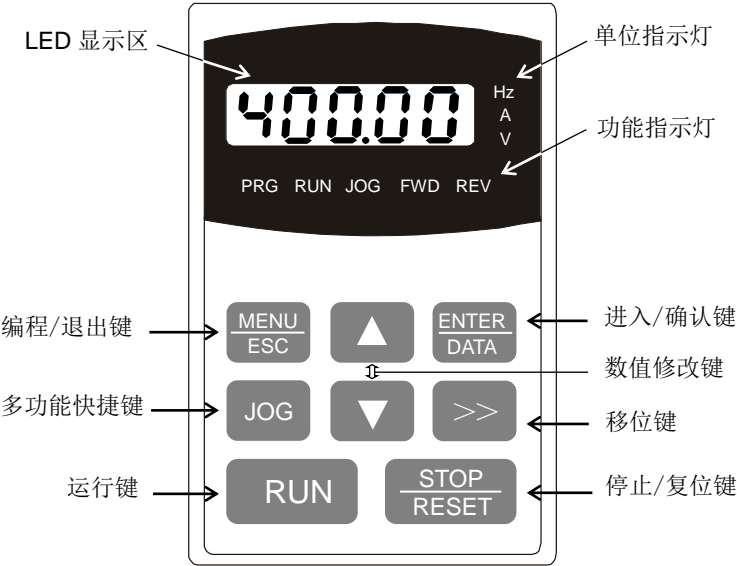 LED 显示区
单位指示灯
400.00
Hz
A
V
功能指示灯
PRG RUN JOG FWD REV
编程/退出键
MENU
ESC
ENTER
DATA
进入/确认键
数值修改键
多功能快捷键
JOG
>>
移位键
运行键
RUN
STOP
RESET
停止/复位键